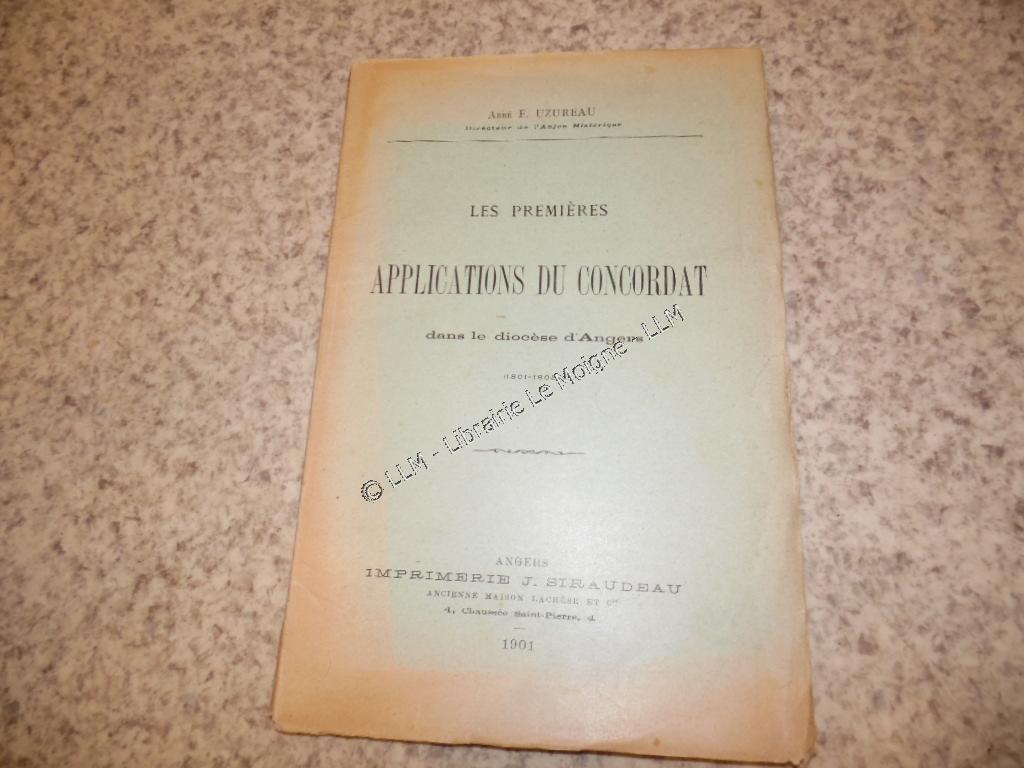 ABBÉ F. UZUREAU
Directeur de l'Anjou Historique
LES PREMIÈRES
APPLICATIONS DU CONCORDAT
dans le diocèse d'Angers
© LLM - Librairie Le Moigne - LLM
ANGERS
IMPRIMERIE J. SIRAUDEAU
ANCIENNE MAISON LACHÈSE ET Cie
4, Chaussée Saint-Pierre, 4
1901